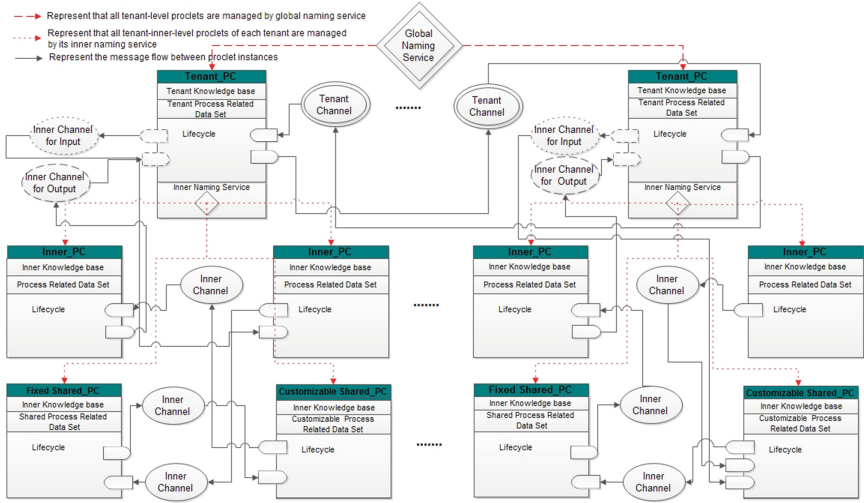 Represent that all tenant-level proclets are managed by global naming service
Represent that all tenant-inner-level proclets of each tenant are managed
by its inner naming service
Represent the message flow between proclet instances
Global
Naming
Service
Tenant_PC
Tenant Knowledge base
Tenant Process Related
Data Set
Lifecycle
Inner Naming Service
Tenant
Channel
.......
Tenant
Channel
Tenant_PC
Tenant Knowledge base
Tenant Process Related
Data Set
Lifecycle
Inner Naming Service
Inner Channel
for Input
Inner Channel
for Output
Inner Channel
for Input
Inner Channel
for Output
Inner_PC
Inner Knowledge base
Process Related Data Set
Lifecycle
Inner
Channel
Inner_PC
Inner Knowledge base
Process Related Data Set
Lifecycle
.......
Inner_PC
Inner Knowledge base
Process Related Data Set
Lifecycle
Inner
Channel
Inner_PC
Inner Knowledge base
Process Related Data Set
Lifecycle
Fixed Shared_PC
Inner Knowledge base
Shared Process Related
Data Set
Lifecycle
Inner
Channel
Inner
Channel
Customizable Shared_PC
Inner Knowledge base
Customizable Process
Related Data Set
Lifecycle
.......
Fixed Shared_PC
Inner Knowledge base
Shared Process Related
Data Set
Lifecycle
Inner
Channel
Inner
Channel
Customizable Shared_PC
Inner Knowledge base
Customizable Process
Related Data Set
Lifecycle